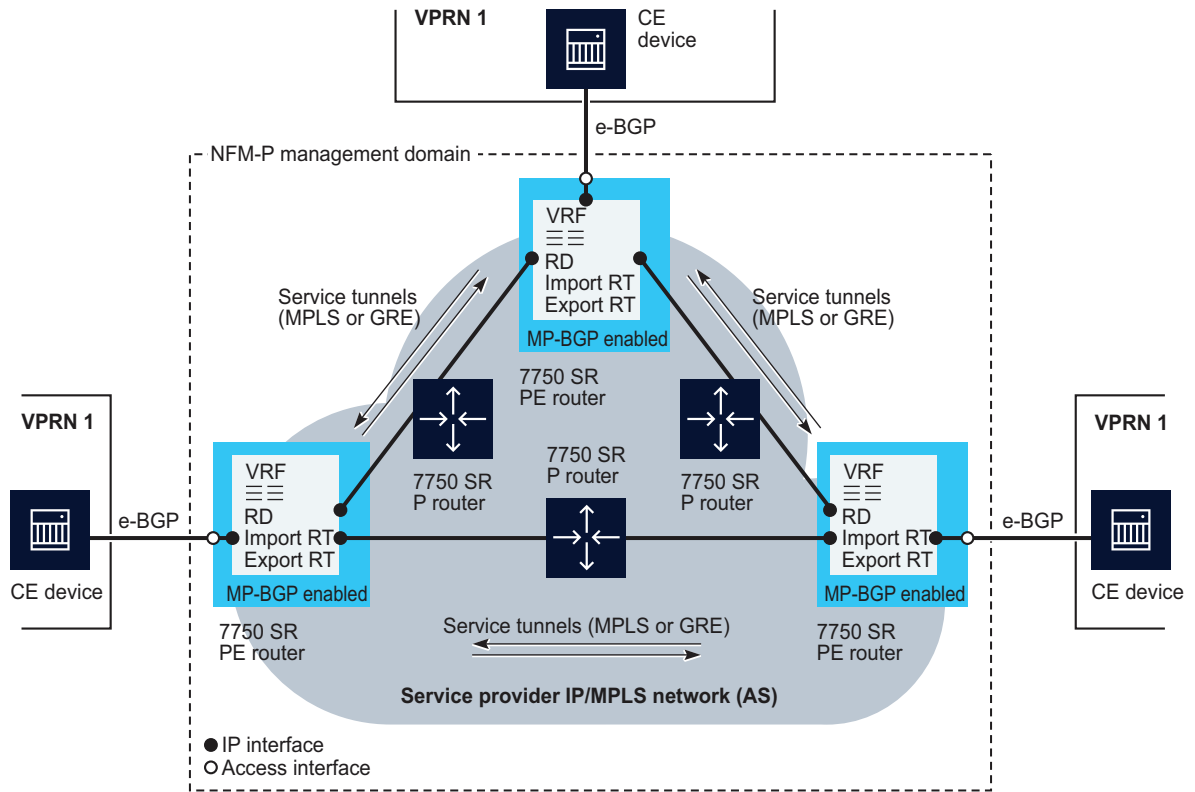 VPRN 1
CE
device
e-BGP
NFM-P management domain
VRF
RD
Import RT
Export RT
MP-BGP enabled
7750 SR
PE router
Service tunnels
(MPLS or GRE)
Service tunnels
(MPLS or GRE)
7750 SR
P router
7750 SR
P router
7750 SR
P router
VPRN 1
CE device
e-BGP
VRF
RD
Import RT
Export RT
MP-BGP enabled
7750 SR
PE router
VPRN 1
CE device
e-BGP
VRF
RD
Import RT
Export RT
MP-BGP enabled
7750 SR
PE router
Service tunnels (MPLS or GRE)
Service provider IP/MPLS network (AS)
IP interface
Access interface